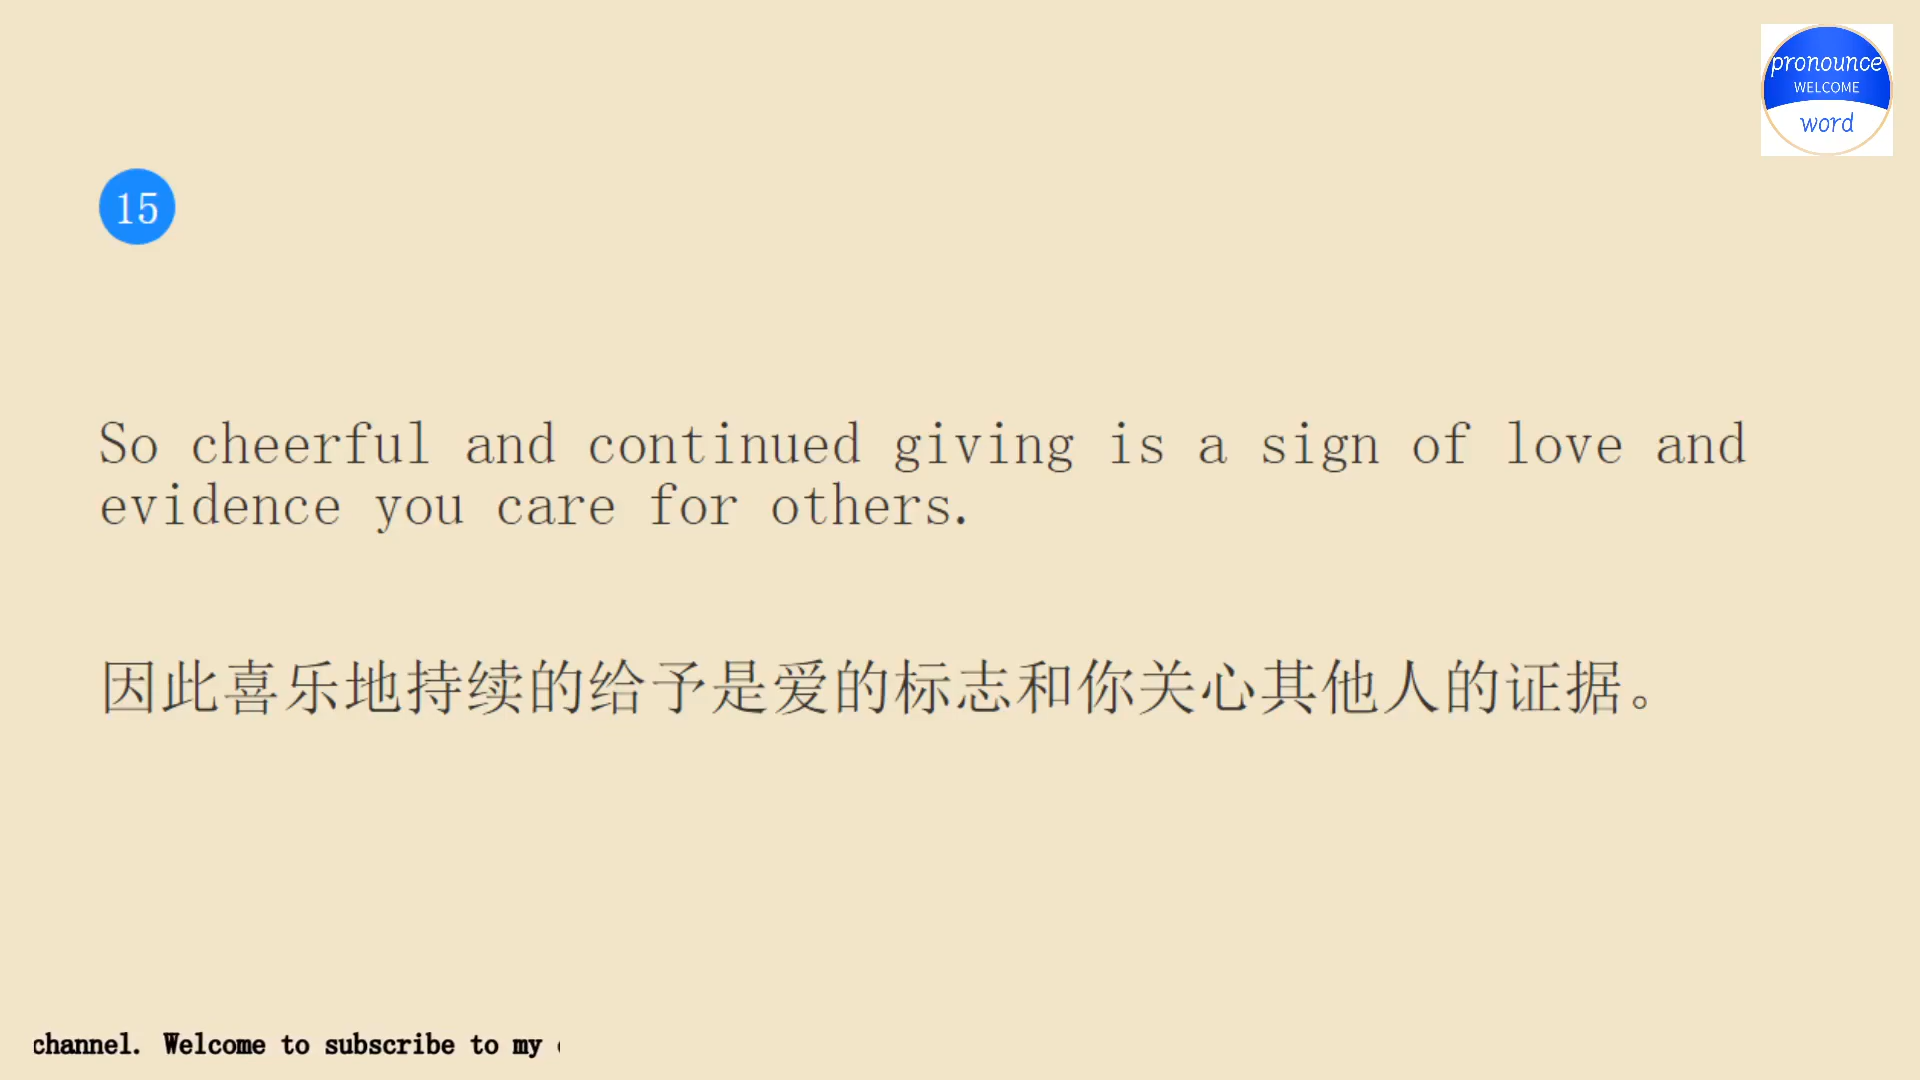 pronounce
WELCOME
word
15
So cheerful and continued giving is a sign of love and
evidence you care for others.
因此喜乐地持续的给予是爱的标志和你关心其他人的证据。
channel. Welcome to subscribe to my